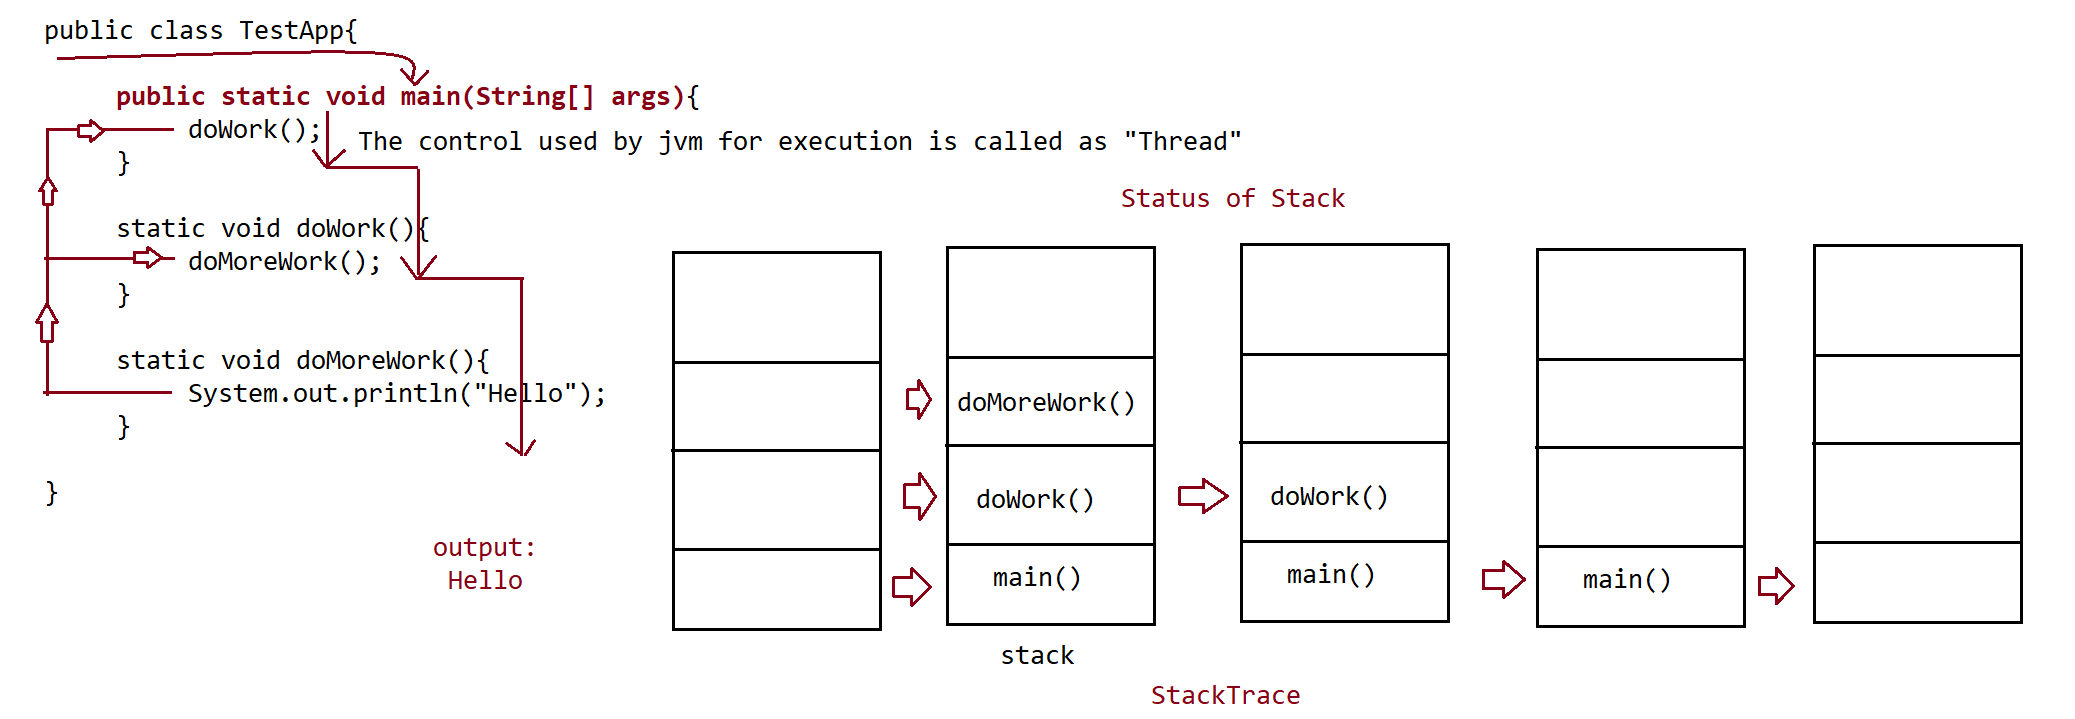 public class TestApp{
public static void main(String[] args){
doWork();
The control used by jvm for execution is called as "Thread"
}
static void doWork(){
doMoreWork();
}
static void doMoreWork(){
System.out.println("Hello");
}
}
output:
Hello
Status of Stack
doMoreWork()
doWork()
main()
doWork()
main()
main()
stack
StackTrace